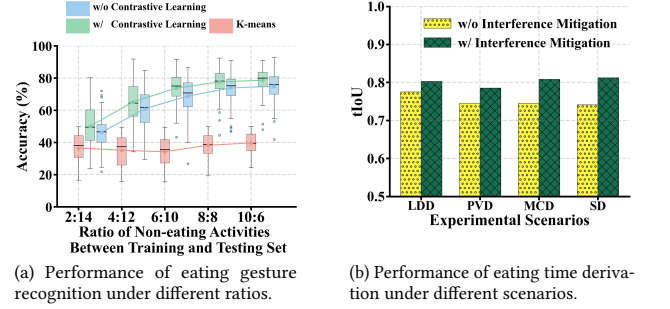 w/o Contrastive Learning
w/ Contrastive Learning
K-means
100
80
60
40
20
0
Accuracy (%)
2:14 4:12 6:10 8:8 10:6
Ratio of Non-eating Activities
Between Training and Testing Set
(a) Performance of eating gesture
recognition under different ratios.
1.0
0.9
0.8
0.7
0.6
0.5
tIoU
w/o Interference Mitigation
w/ Interference Mitigation
LDD PVD MCD SD
Experimental Scenarios
(b) Performance of eating time deriva-
tion under different scenarios.